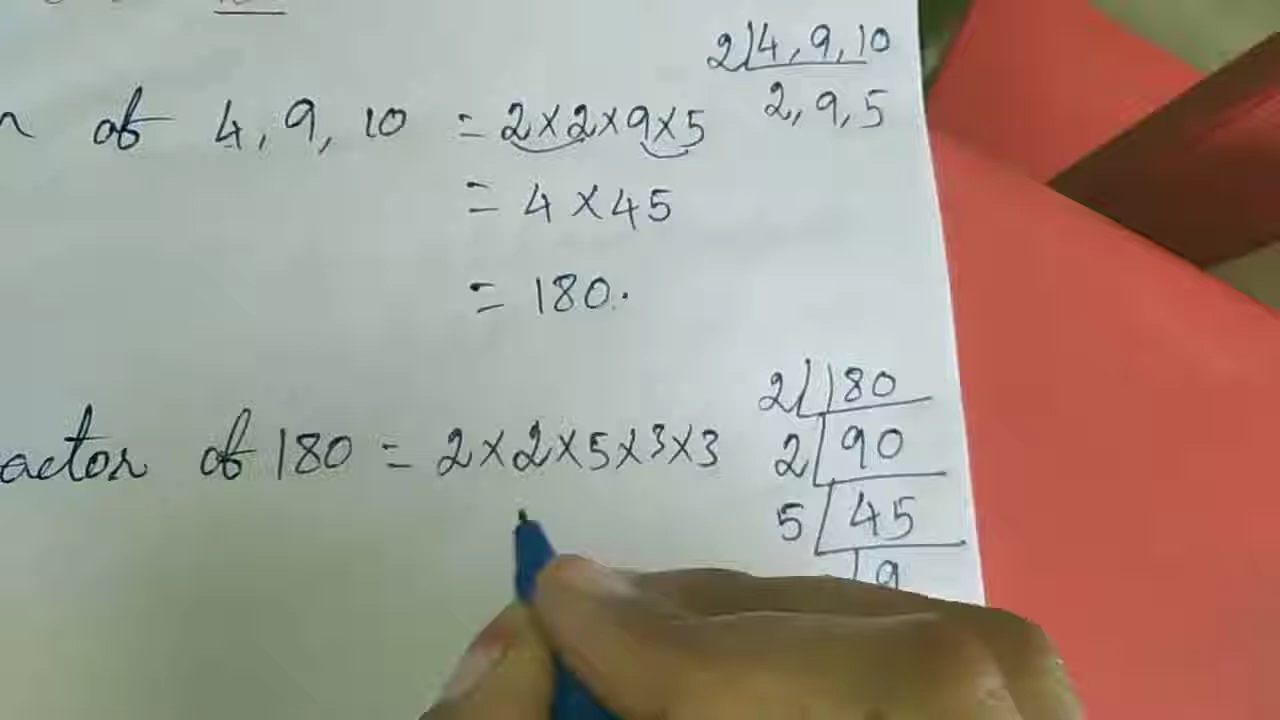 of 4, 9, 10 = 2×2×9×5
= 4 × 45
= 180.
2 4, 9, 10
2, 9, 5
actor of 180 = 2×2×5×3×3
2 180
2 90
5 45
9